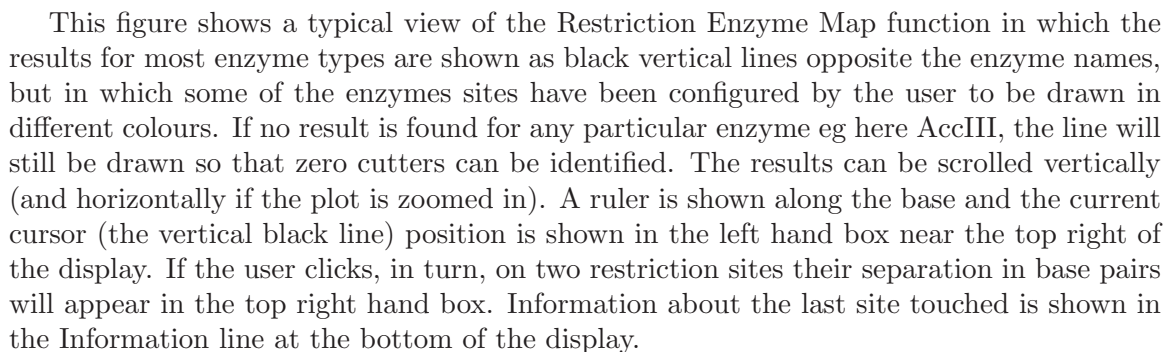 This figure shows a typical view of the Restriction Enzyme Map function in which the
results for most enzyme types are shown as black vertical lines opposite the enzyme names,
but in which some of the enzymes sites have been configured by the user to be drawn in
different colours. If no result is found for any particular enzyme eg here AccIII, the line will
still be drawn so that zero cutters can be identified. The results can be scrolled vertically
(and horizontally if the plot is zoomed in). A ruler is shown along the base and the current
cursor (the vertical black line) position is shown in the left hand box near the top right of
the display. If the user clicks, in turn, on two restriction sites their separation in base pairs
will appear in the top right hand box. Information about the last site touched is shown in
the Information line at the bottom of the display.